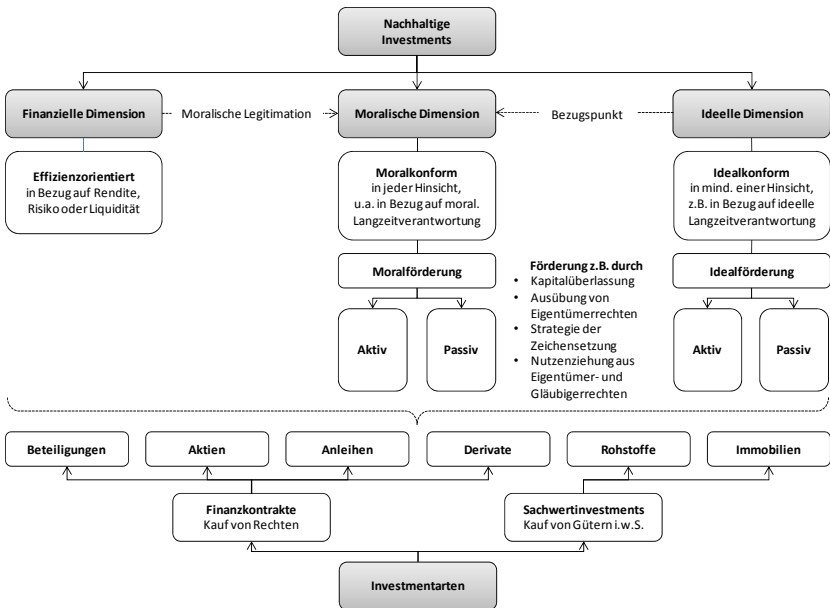 Nachhaltige
Investments
Finanzielle Dimension
Moralische Legitimation
Moralische Dimension
Bezugspunkt
Ideelle Dimension
Effizienzorientiert
in Bezug auf Rendite,
Risiko oder Liquidität
Moralkonform
in jeder Hinsicht,
u.a. in Bezug auf moral.
Langzeitverantwortung
Idealkonform
in mind. einer Hinsicht,
z.B. in Bezug auf ideelle
Langzeitverantwortung
Moralförderung
Aktiv
Passiv
Förderung z.B. durch
• Kapitalüberlassung
• Ausübung von
Eigentümerrechten
• Strategie der
Zeichensetzung
• Nutzenziehung aus
Eigentümer- und
Gläubigerrechten
Idealförderung
Aktiv
Passiv
Beteiligungen
Aktien
Anleihen
Derivate
Rohstoffe
Immobilien
Finanzkontrakte
Kauf von Rechten
Sachwertinvestments
Kauf von Gütern i.w.S.
Investmentarten